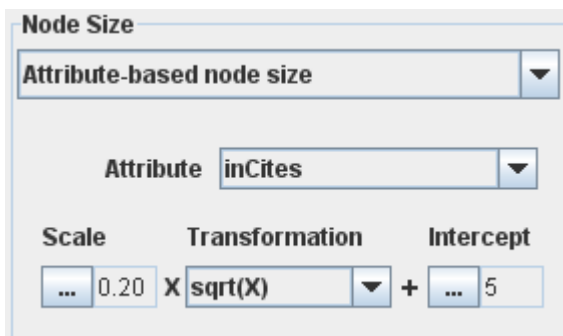 Node Size
Attribute-based node size
Attribute inCites
Scale Transformation Intercept
... 0.20 X sqrt(X) + ... 5